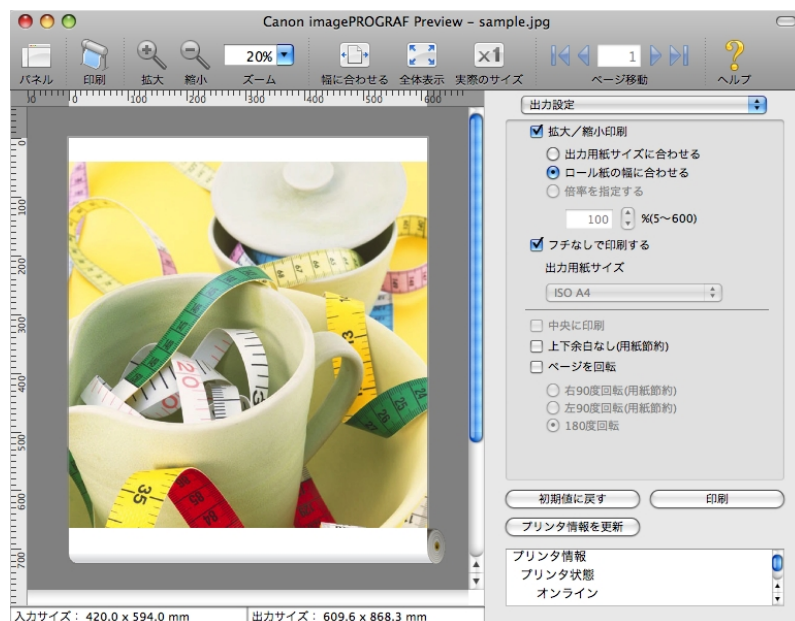 Canon imagePROGRAF Preview – sample.jpg
パネル 印刷 拡大 縮小 20% ズーム 幅に合わせる 全体表示 ×1 実際のサイズ 1 ページ移動 ? ヘルプ
0 100 200 300 400 500 600
0
100
200
300
400
500
600
700
出力設定
拡大／縮小印刷
出力用紙サイズに合わせる
ロール紙の幅に合わせる
倍率を指定する
100 %(5〜600)
フチなしで印刷する
出力用紙サイズ
ISO A4
中央に印刷
上下余白なし(用紙節約)
ページを回転
右90度回転(用紙節約)
左90度回転(用紙節約)
180度回転
初期値に戻す 印刷
プリンタ情報を更新
プリンタ情報
プリンタ状態
オンライン
入力サイズ： 420.0 x 594.0 mm 出力サイズ： 609.6 x 868.3 mm